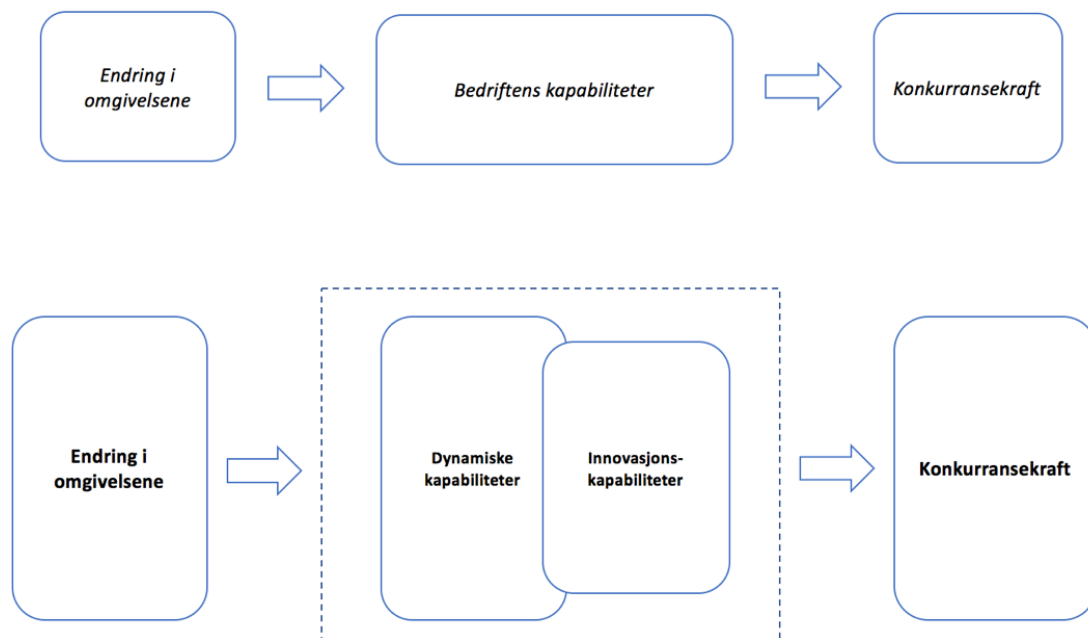 Endring i
omgivelsene
Bedriftens kapabiliteter
Konkurransekraft
Endring i
omgivelsene
Dynamiske
kapabiliteter
Innovasjons-
kapabiliteter
Konkurransekraft